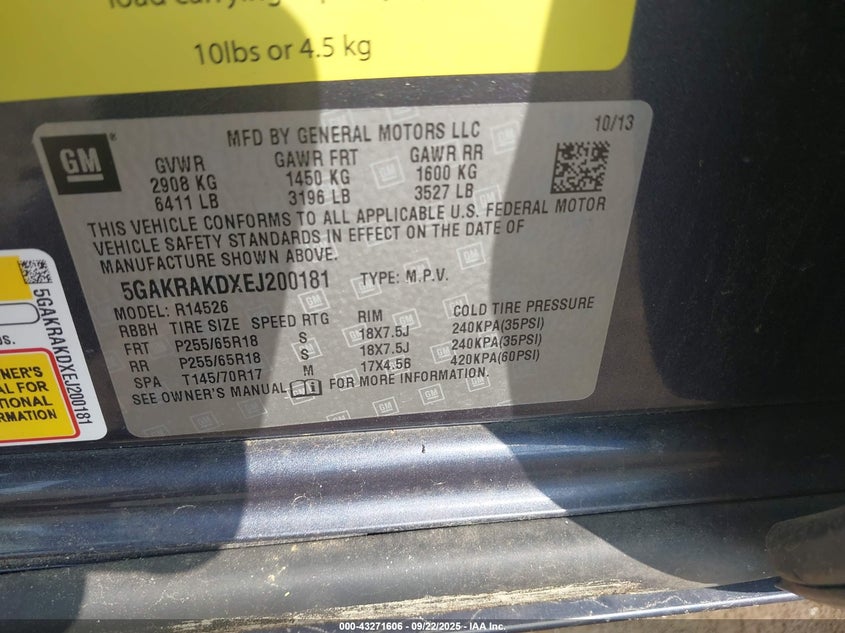 10lbs or 4.5 kg
GM
MFD BY GENERAL MOTORS LLC
10/13
GVWR GAWR FRT GAWR RR
2908 KG 1450 KG 1600 KG
6411 LB 3196 LB 3527 LB
THIS VEHICLE CONFORMS TO ALL APPLICABLE U.S. FEDERAL MOTOR
VEHICLE SAFETY STANDARDS IN EFFECT ON THE DATE OF
MANUFACTURE SHOWN ABOVE.
5GAKRAKDXEJ200181 TYPE: M.P.V.
MODEL: R14526
RBBH TIRE SIZE SPEED RTG RIM COLD TIRE PRESSURE
FRT P255/65R18 S 18X7.5J 240KPA(35PSI)
RR P255/65R18 S 18X7.5J 240KPA(35PSI)
SPA T145/70R17 M 17X4.5B 420KPA(60PSI)
SEE OWNER'S MANUAL FOR MORE INFORMATION.
5GAKRAKDXEJ200181
000-43271606 - 09/22/2025 - IAA Inc.